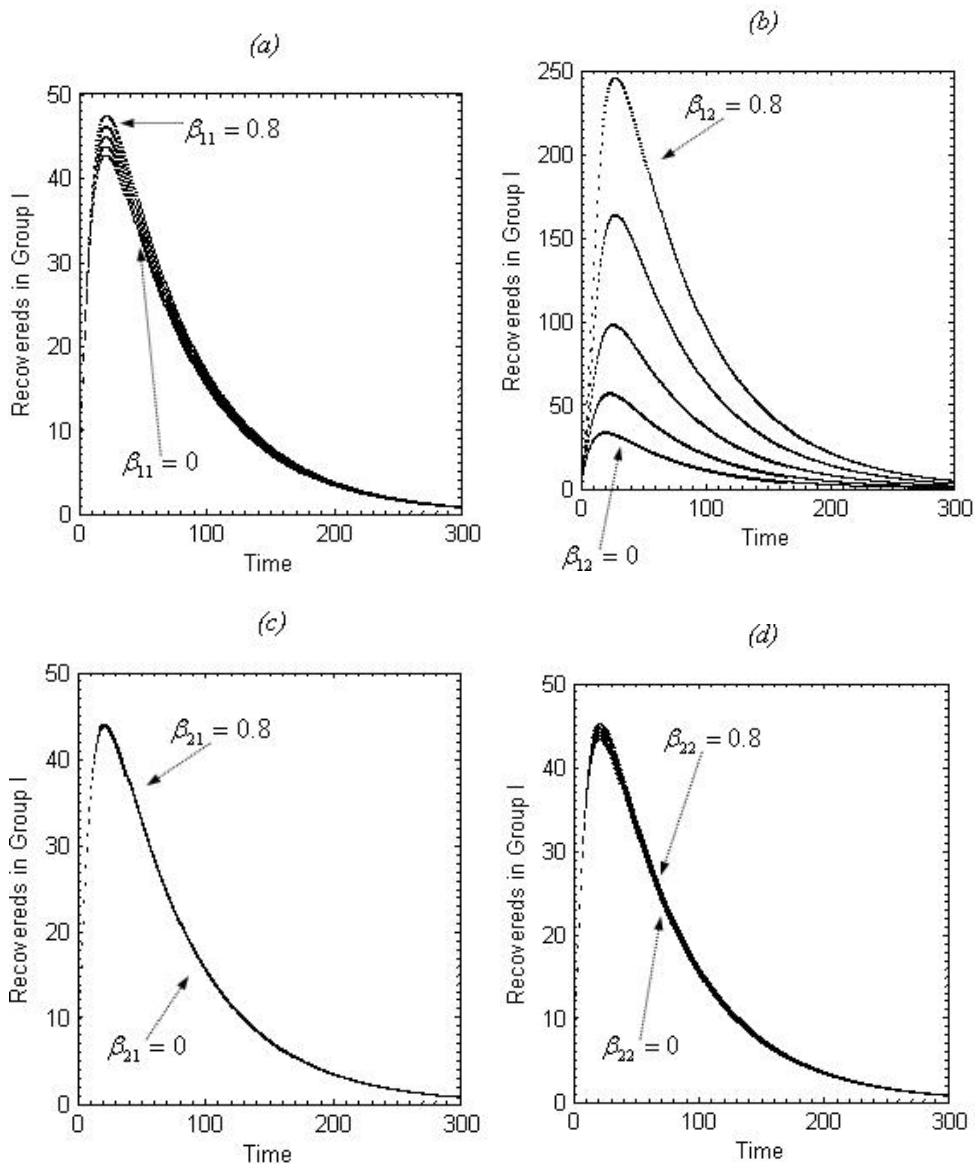 (a)
50
40
30
20
10
0
Recovereds in Group I
β₁₁ = 0.8
β₁₁ = 0
0 100 200 300
Time
(b)
250
200
150
100
50
0
Recovereds in Group I
β₁₂ = 0.8
0 100 200 300
Time
β₁₂ = 0
(c)
50
40
30
20
10
0
Recovereds in Group I
β₂₁ = 0.8
β₂₁ = 0
0 100 200 300
Time
(d)
50
40
30
20
10
0
Recovereds in Group I
β₂₂ = 0.8
β₂₂ = 0
0 100 200 300
Time